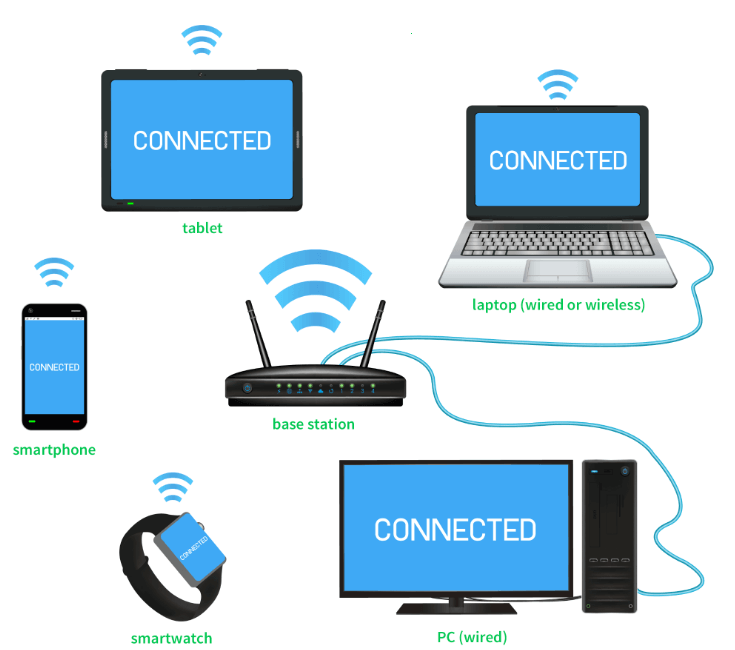 CONNECTED
tablet
CONNECTED
laptop (wired or wireless)
CONNECTED
smartphone
base station
CONNECTED
smartwatch
CONNECTED
PC (wired)